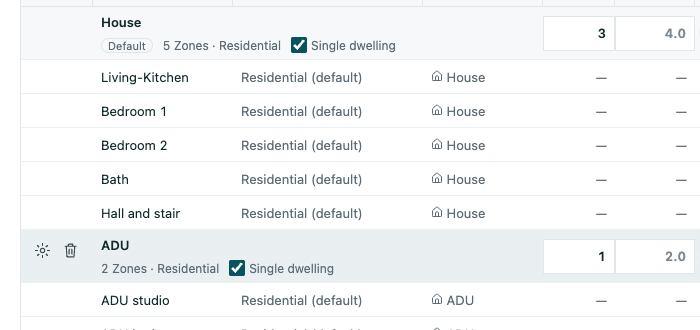 House
3 4.0
Default 5 Zones · Residential Single dwelling
Living-Kitchen Residential (default) House — —
Bedroom 1 Residential (default) House — —
Bedroom 2 Residential (default) House — —
Bath Residential (default) House — —
Hall and stair Residential (default) House — —
ADU
1 2.0
2 Zones · Residential Single dwelling
ADU studio Residential (default) ADU — —